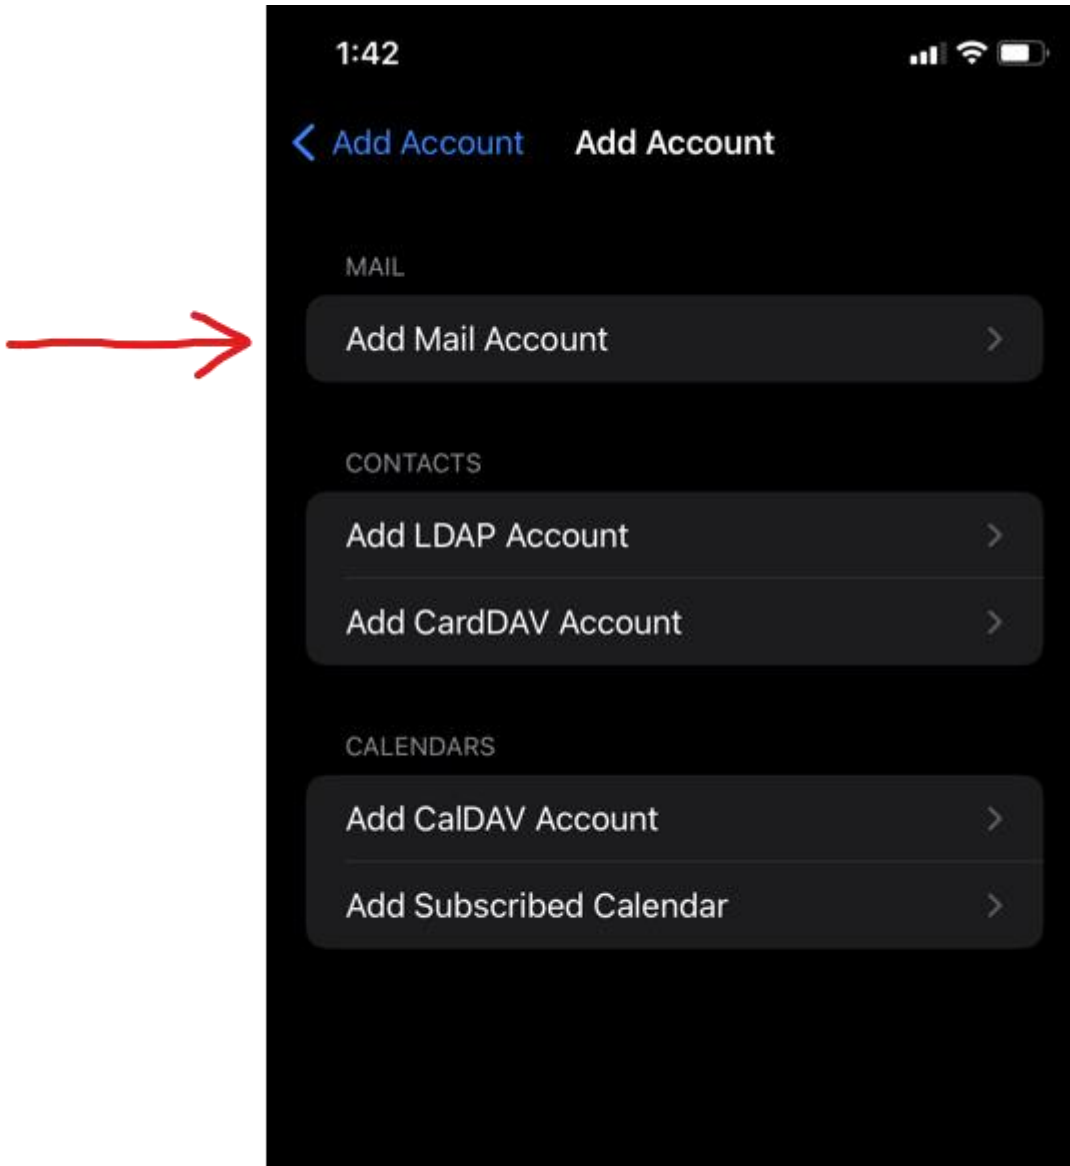 1:42
Add Account Add Account
MAIL
Add Mail Account
CONTACTS
Add LDAP Account
Add CardDAV Account
CALENDARS
Add CalDAV Account
Add Subscribed Calendar